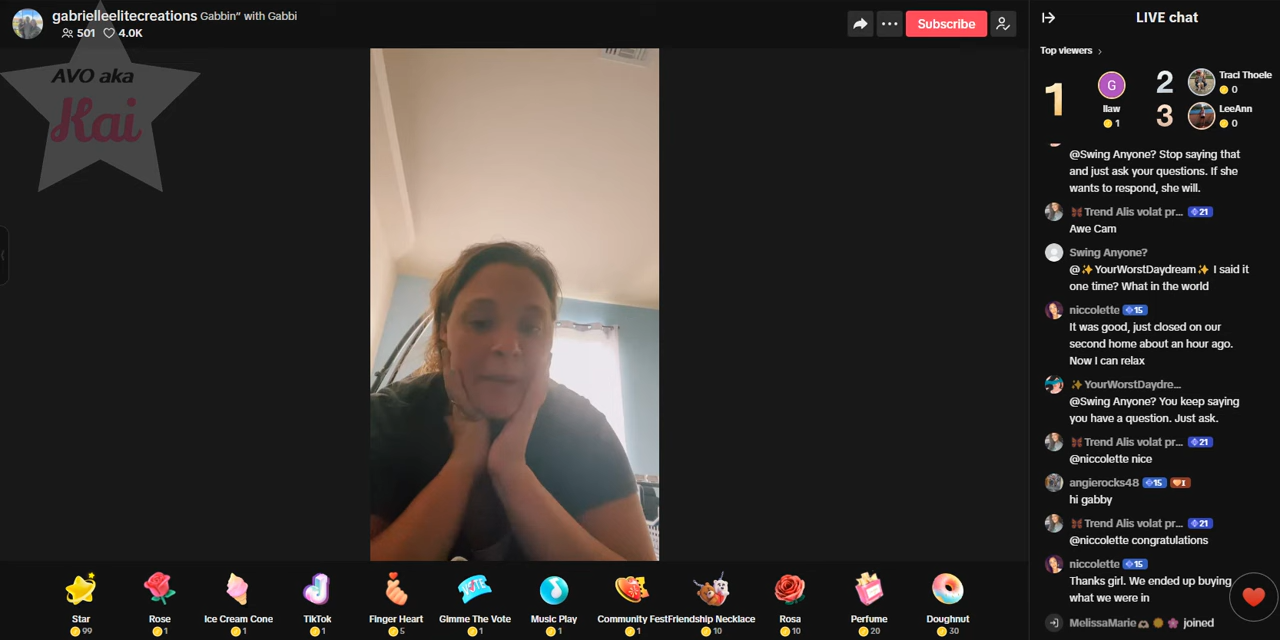 gabrielleelitecreations Gabbin" with Gabbi
501 4.0K
Subscribe
LIVE chat
AVO aka
Kai
Top viewers
1
G
llaw
1
2
Traci Thoele
0
3
LeeAnn
0
@Swing Anyone? Stop saying that
and just ask your questions. If she
wants to respond, she will.
Trend Alis volat pr... 21
Awe Cam
Swing Anyone?
@✨YourWorstDaydream✨ I said it
one time? What in the world
niccolette 15
It was good, just closed on our
second home about an hour ago.
Now I can relax
✨YourWorstDaydre...
@Swing Anyone? You keep saying
you have a question. Just ask.
Trend Alis volat pr... 21
@niccolette nice
angierocks48 15 I
hi gabby
Trend Alis volat pr... 21
@niccolette congratulations
niccolette 15
Thanks girl. We ended up buying
what we were in
MelissaMarie joined
VOTE
Star Rose Ice Cream Cone TikTok Finger Heart Gimme The Vote Music Play Community Fest Friendship Necklace Rosa Perfume Doughnut
99 1 1 1 5 1 1 1 10 10 20 30